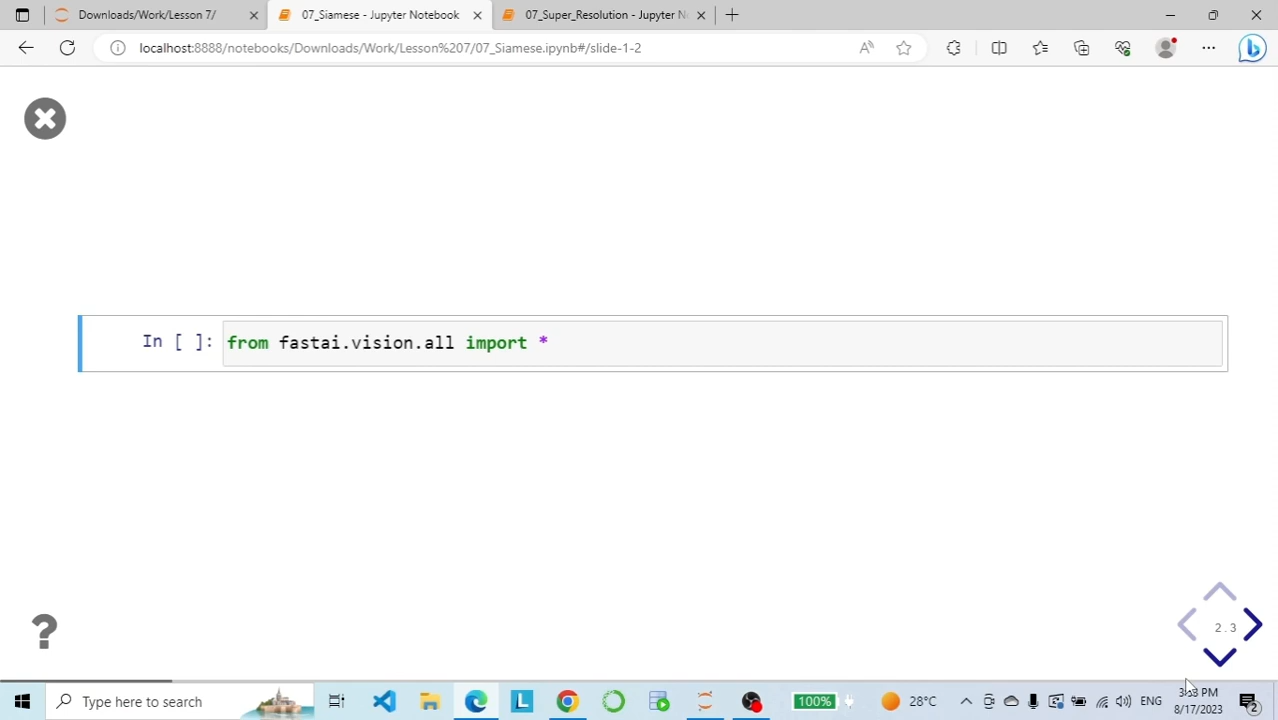 Downloads/Work/Lesson 7/
07_Siamese - Jupyter Notebook
07_Super_Resolution - Jupyter N
localhost:8888/notebooks/Downloads/Work/Lesson%207/07_Siamese.ipynb#/slide-1-2
In [ ]: from fastai.vision.all import *
?
2.3
Type here to search
100%
28°C
ENG
8/17/2023
2